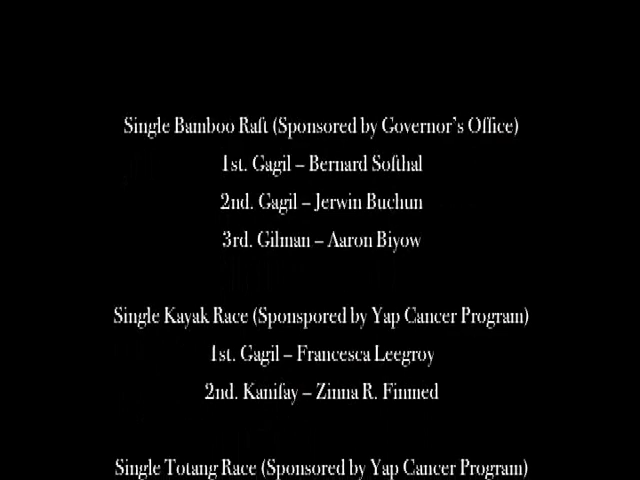 Single Bamboo Raft (Sponsored by Governor's Office)
1st. Gagil – Bernard Softhal
2nd. Gagil – Jerwin Buchun
3rd. Gilman – Aaron Biyow
Single Kayak Race (Sponspored by Yap Cancer Program)
1st. Gagil – Francesca Leegroy
2nd. Kanifay – Zinna R. Finmed
Single Totang Race (Sponsored by Yap Cancer Program)